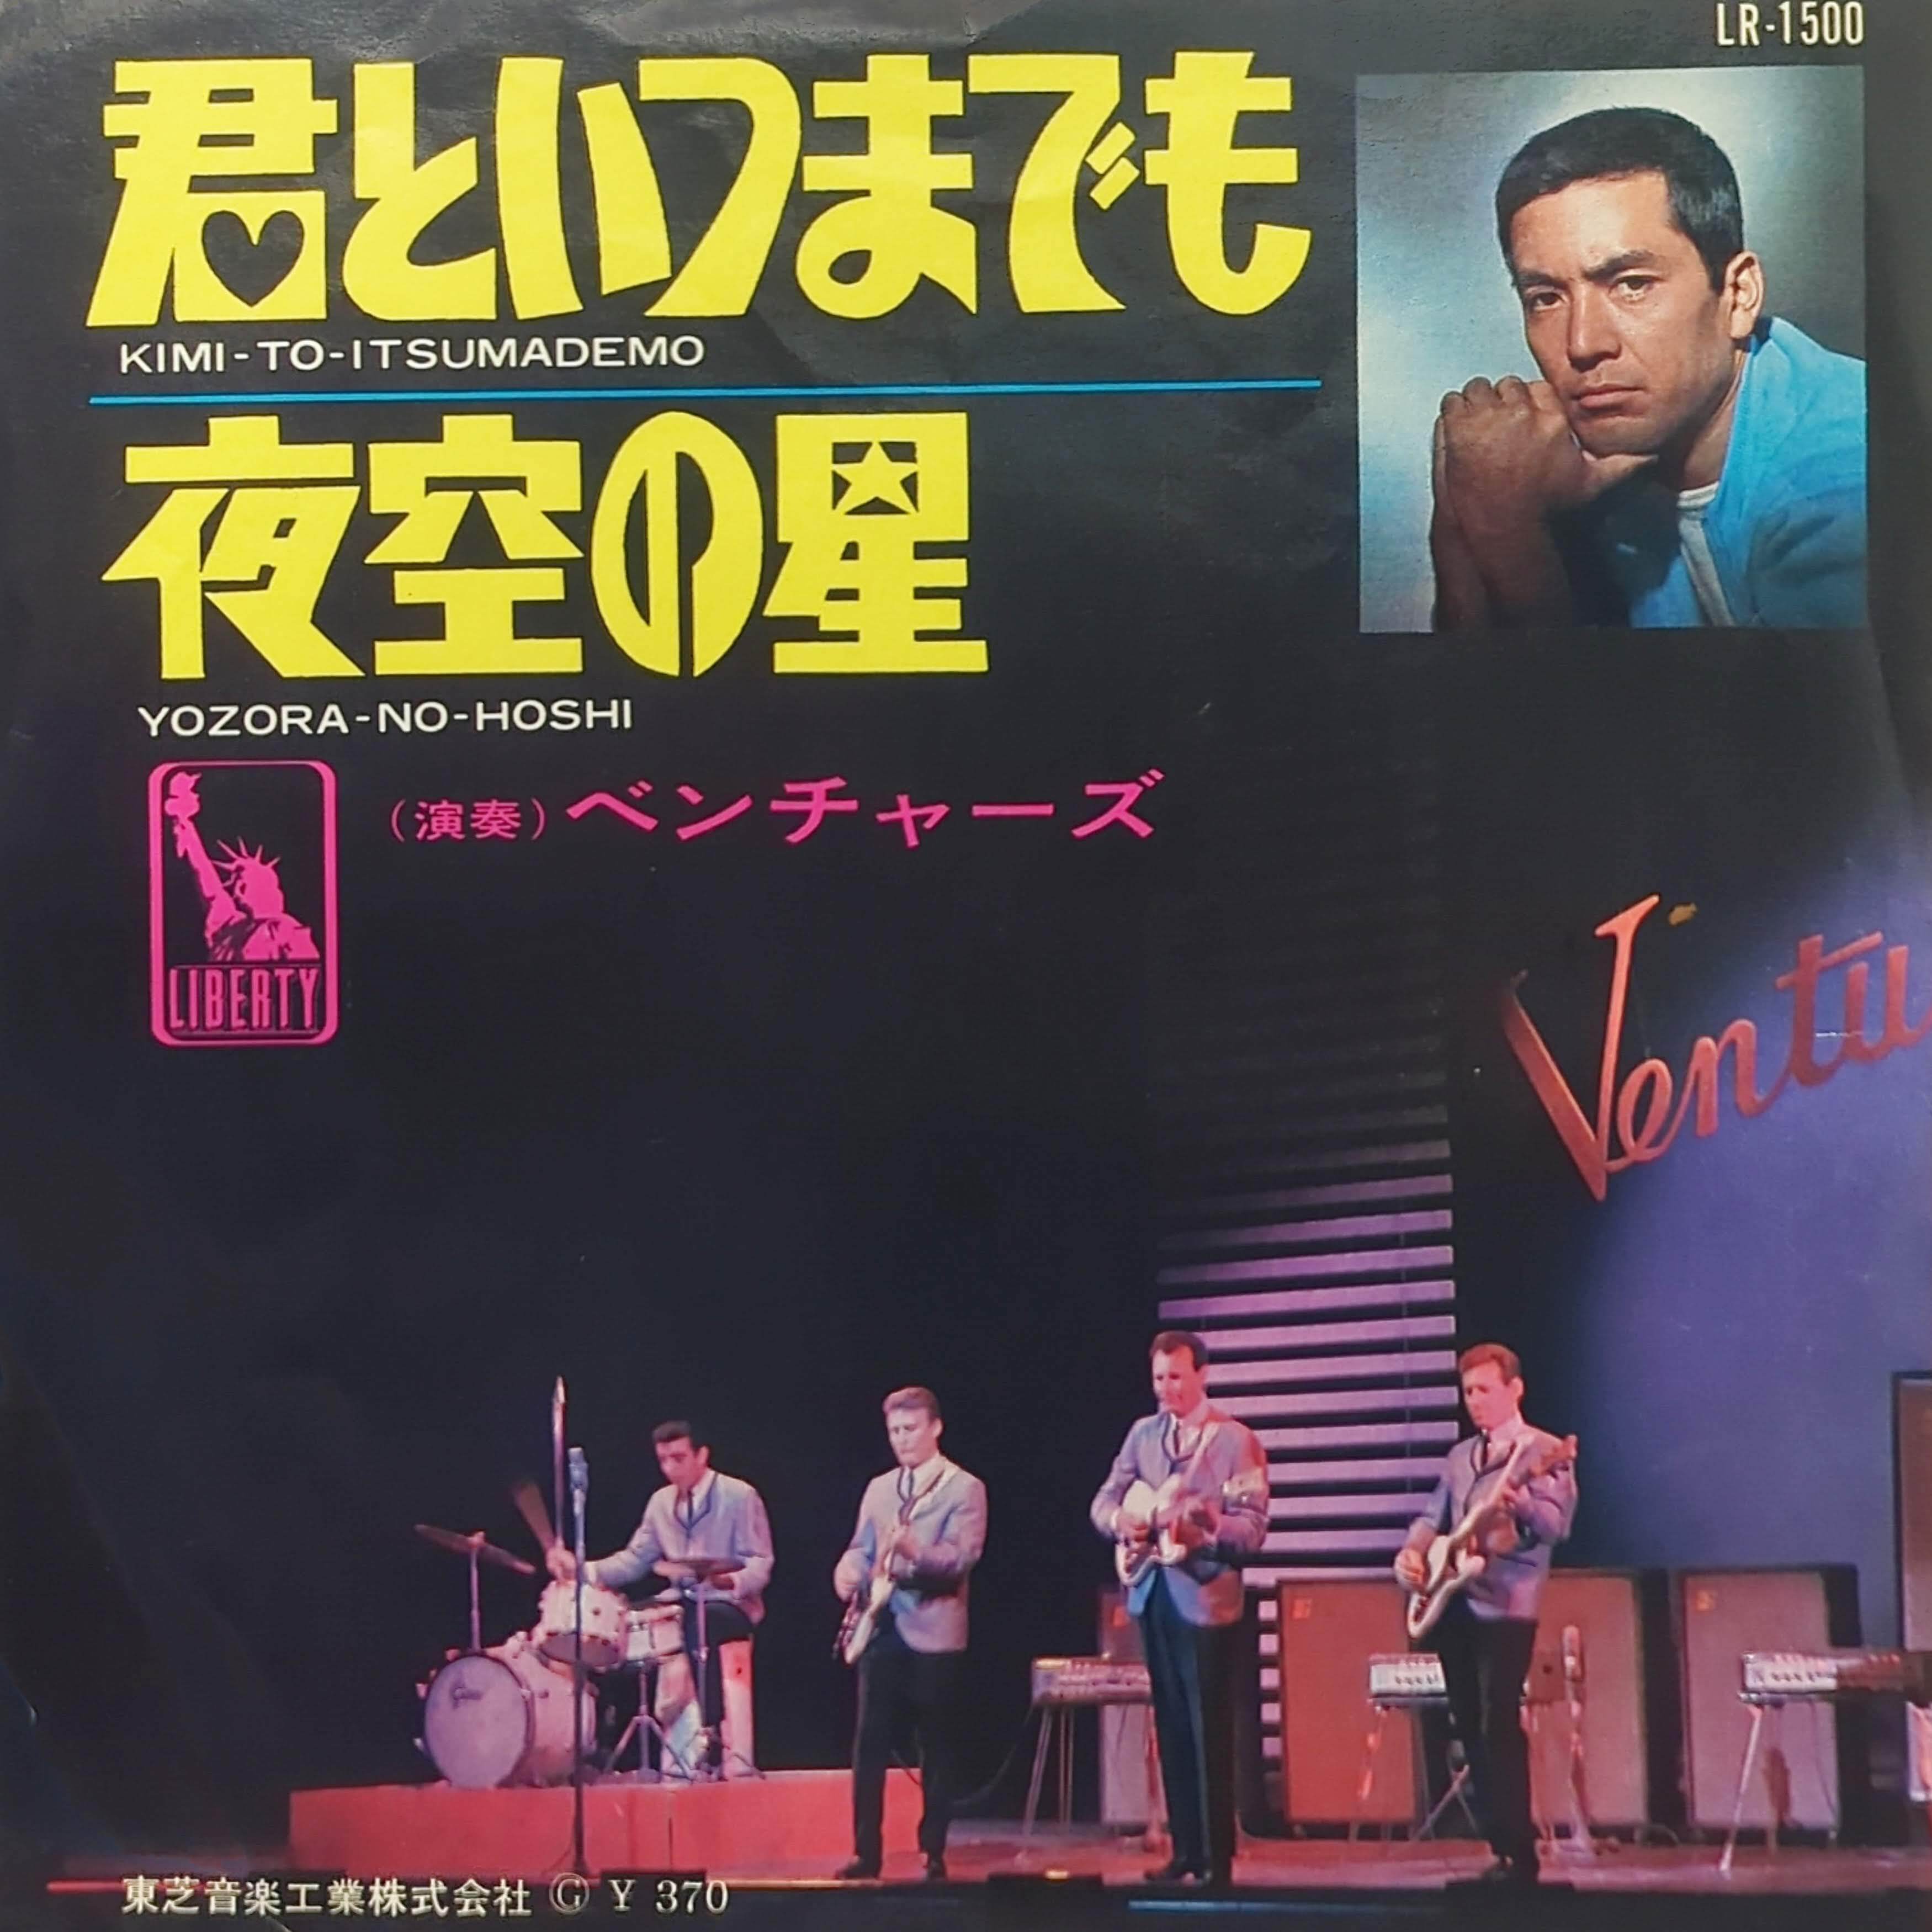 LR-1500
君といつまでも
KIMI-TO-ITSUMADEMO
夜空の星
YOZORA-NO-HOSHI
(演奏)ベンチャーズ
LIBERTY
Ventu
東芝音楽工業株式会社 Ⓖ ¥ 370